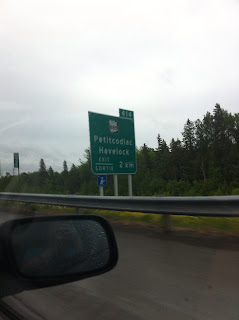 Petitcodiac
Havelock
EXIT
SORTIE 2 km